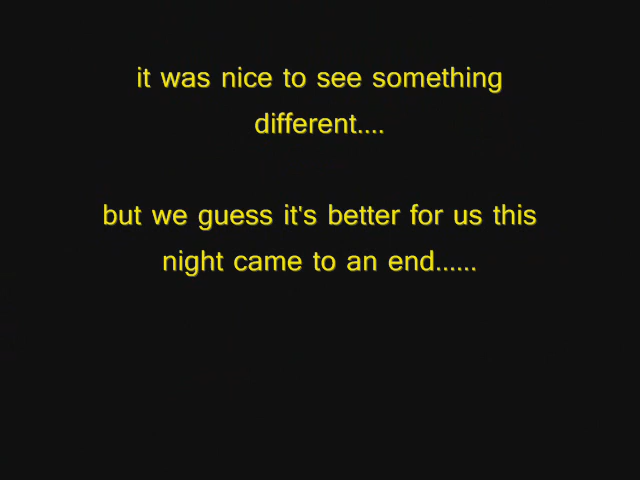 it was nice to see something
different....
but we guess it's better for us this
night came to an end......